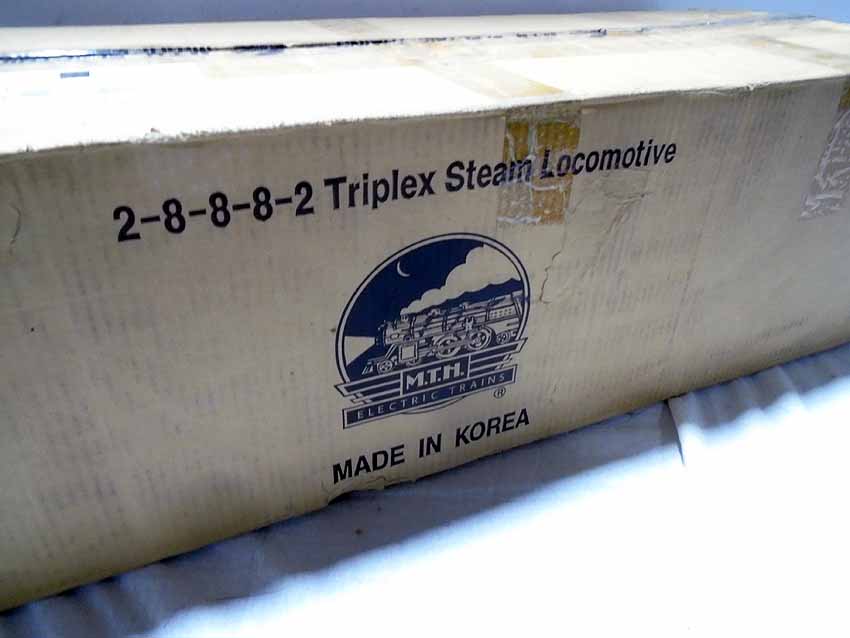 2-8-8-8-2 Triplex Steam Locomotive
M.T.H.
ELECTRIC TRAINS
®
MADE IN KOREA